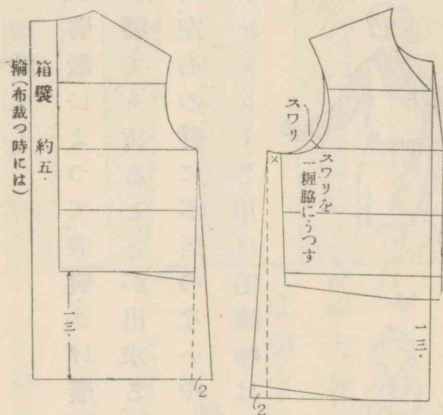 スワリ
スワリを
一糎脇にうつす
一三・
2
箱襞 約五・
輪(布裁つ時には)
一三・
2